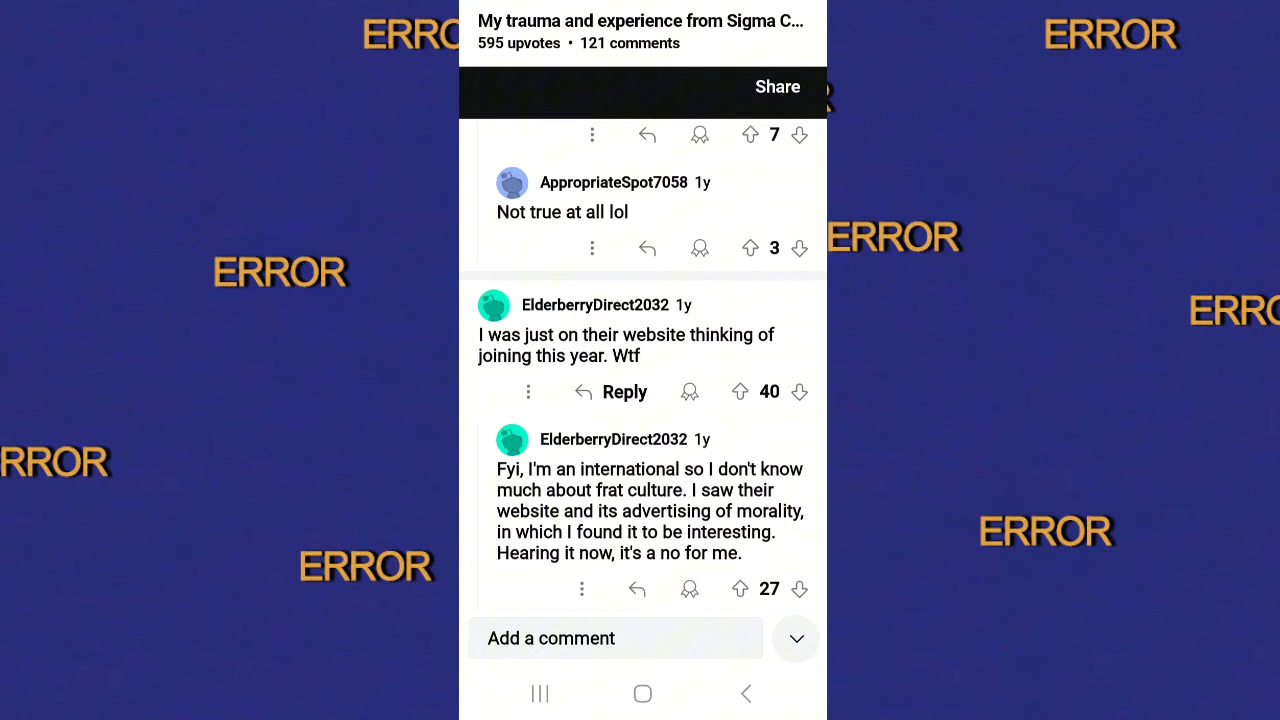 My trauma and experience from Sigma C...
595 upvotes • 121 comments
Share
7
AppropriateSpot7058 1y
Not true at all lol
3
ElderberryDirect2032 1y
I was just on their website thinking of
joining this year. Wtf
Reply 40
ElderberryDirect2032 1y
Fyi, I'm an international so I don't know
much about frat culture. I saw their
website and its advertising of morality,
in which I found it to be interesting.
Hearing it now, it's a no for me.
27
Add a comment
ERRO
ERROR
ERROR
ERROR
ERRO
RROR
ERROR
ERROR